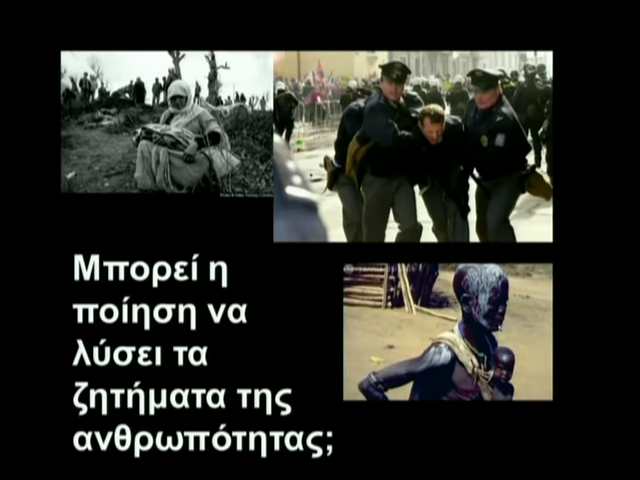 Μπορεί η
ποίηση να
λύσει τα
ζητήματα της
ανθρωπότητας;